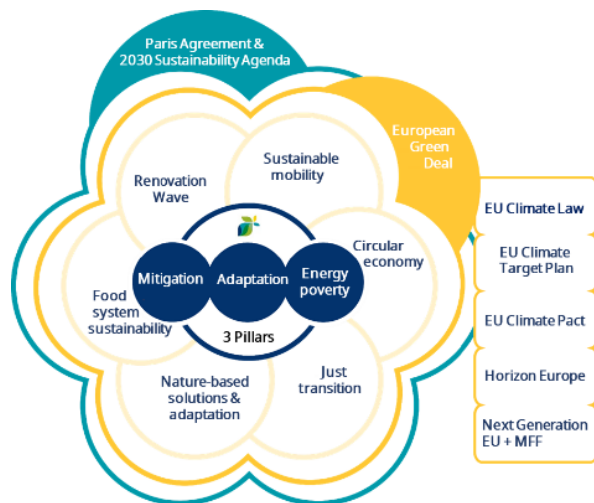 Paris Agreement &
2030 Sustainability Agenda
European
Green
Deal
Sustainable
mobility
Renovation
Wave
Circular
economy
Mitigation
Adaptation
Energy
poverty
Food
system
sustainability
3 Pillars
Nature-based
solutions &
adaptation
Just
transition
EU Climate Law
EU Climate
Target Plan
EU Climate Pact
Horizon Europe
Next Generation
EU + MFF